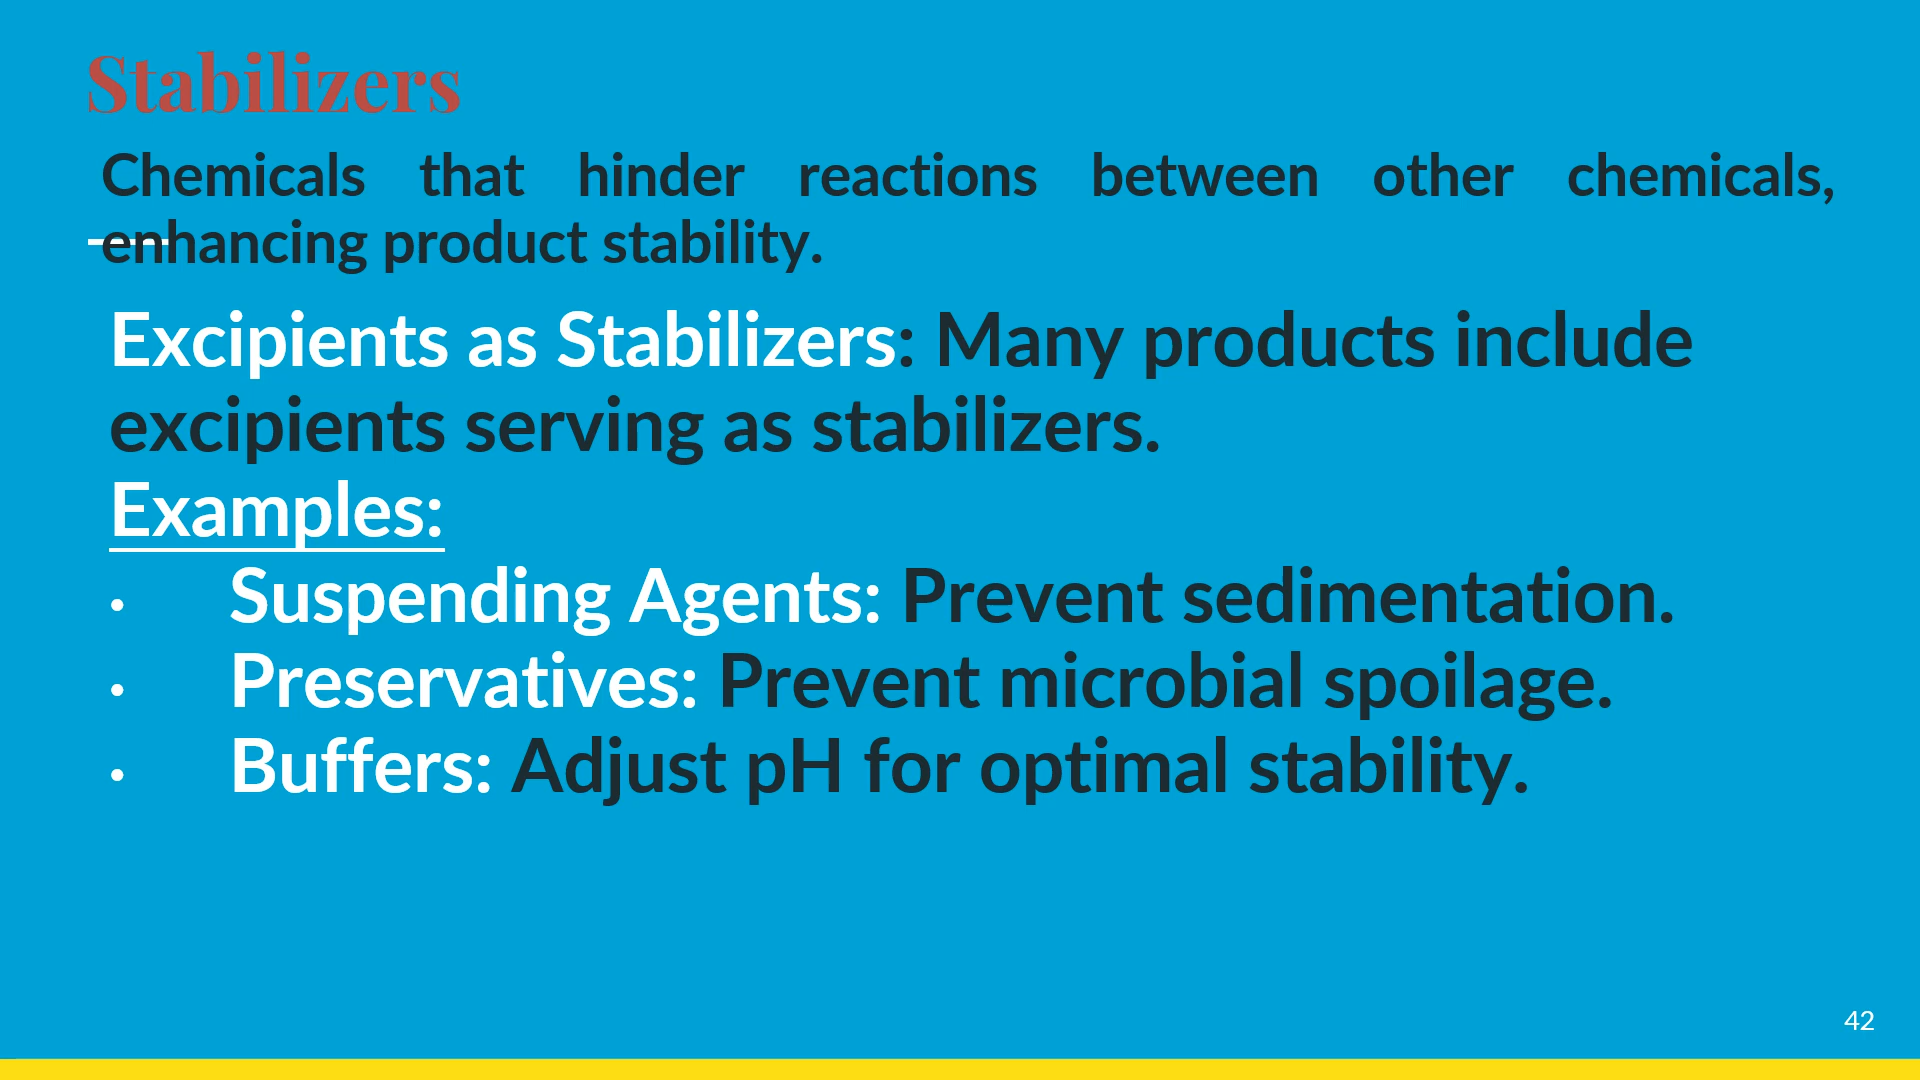 Stabilizers
Chemicals that hinder reactions between other chemicals,
enhancing product stability.
Excipients as Stabilizers: Many products include
excipients serving as stabilizers.
Examples:
• Suspending Agents: Prevent sedimentation.
• Preservatives: Prevent microbial spoilage.
• Buffers: Adjust pH for optimal stability.
42